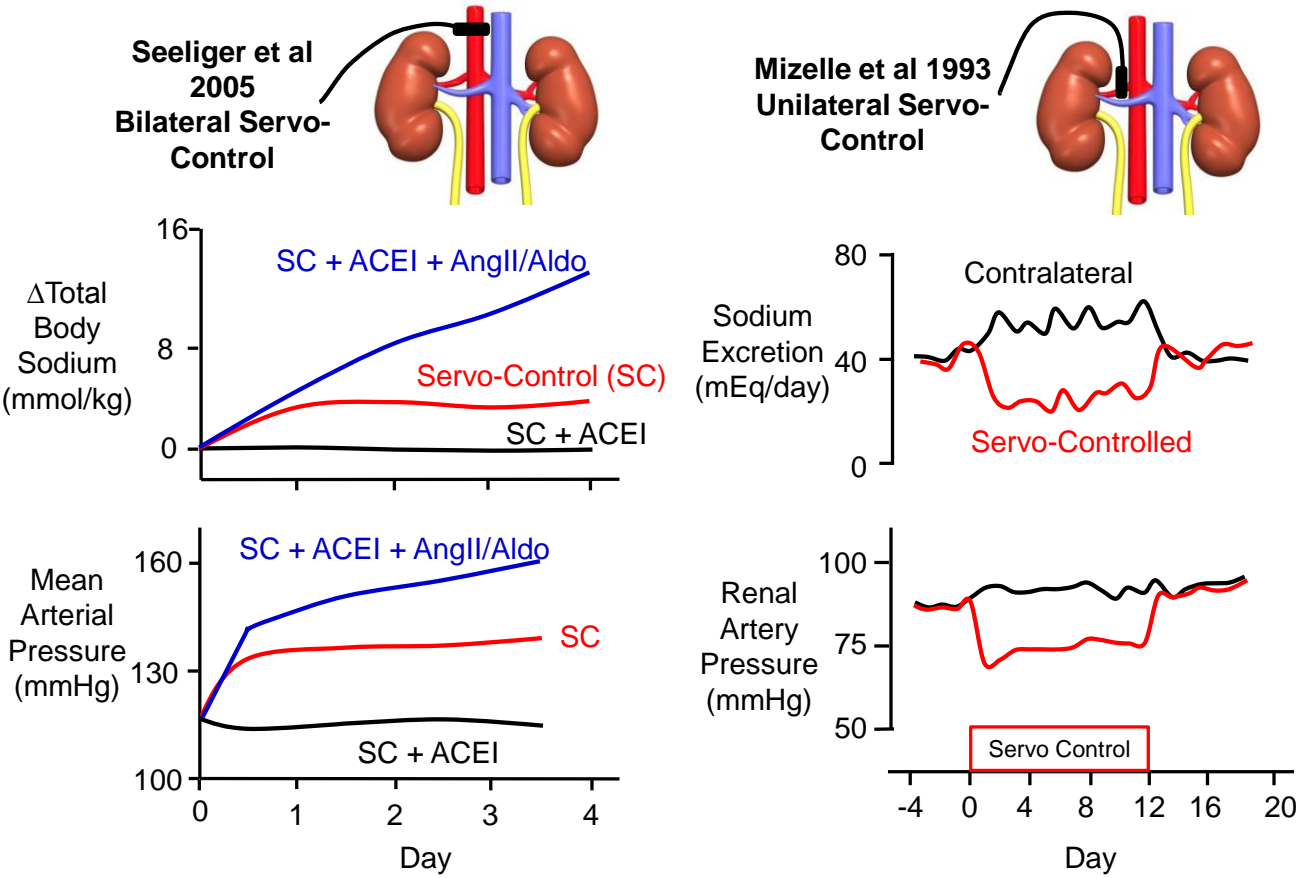 Seeliger et al
2005
Bilateral Servo-
Control
Mizelle et al 1993
Unilateral Servo-
Control
ΔTotal
Body
Sodium
(mmol/kg)
16
8
0
SC + ACEI + AngII/Aldo
Servo-Control (SC)
SC + ACEI
Sodium
Excretion
(mEq/day)
80
40
0
Contralateral
Servo-Controlled
Mean
Arterial
Pressure
(mmHg)
160
130
100
SC + ACEI + AngII/Aldo
SC
SC + ACEI
0 1 2 3 4
Day
Renal
Artery
Pressure
(mmHg)
100
75
50
Servo Control
-4 0 4 8 12 16 20
Day